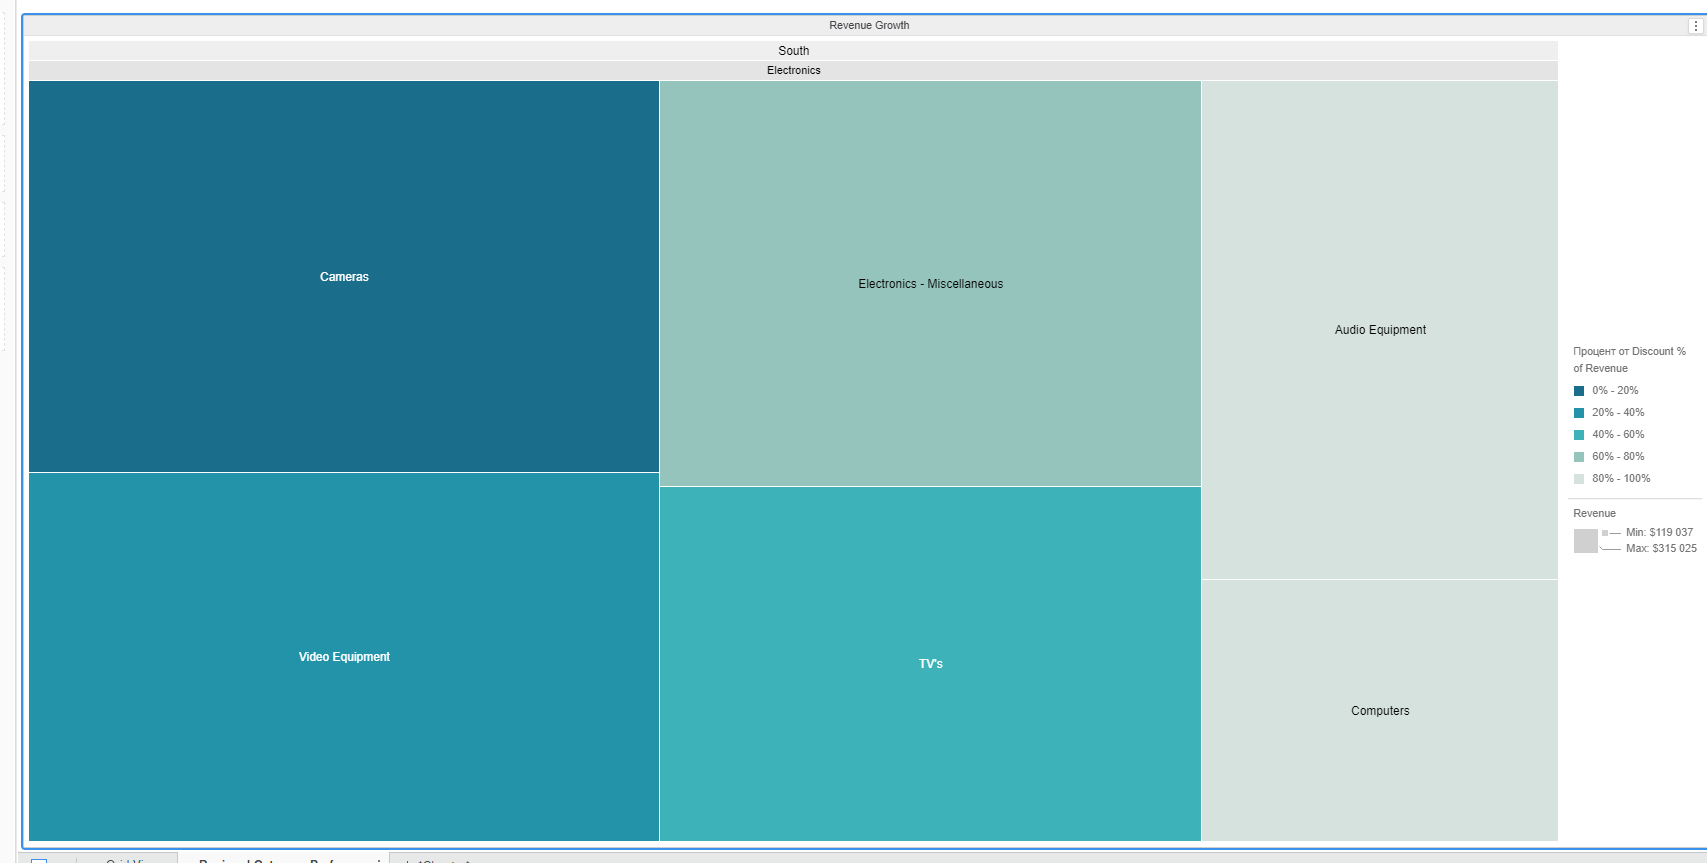 Revenue Growth
South
Electronics
Cameras
Electronics - Miscellaneous
Audio Equipment
Video Equipment
TV's
Computers
Процент от Discount %
of Revenue
0% - 20%
20% - 40%
40% - 60%
60% - 80%
80% - 100%
Revenue
Min: $119 037
Max: $315 025